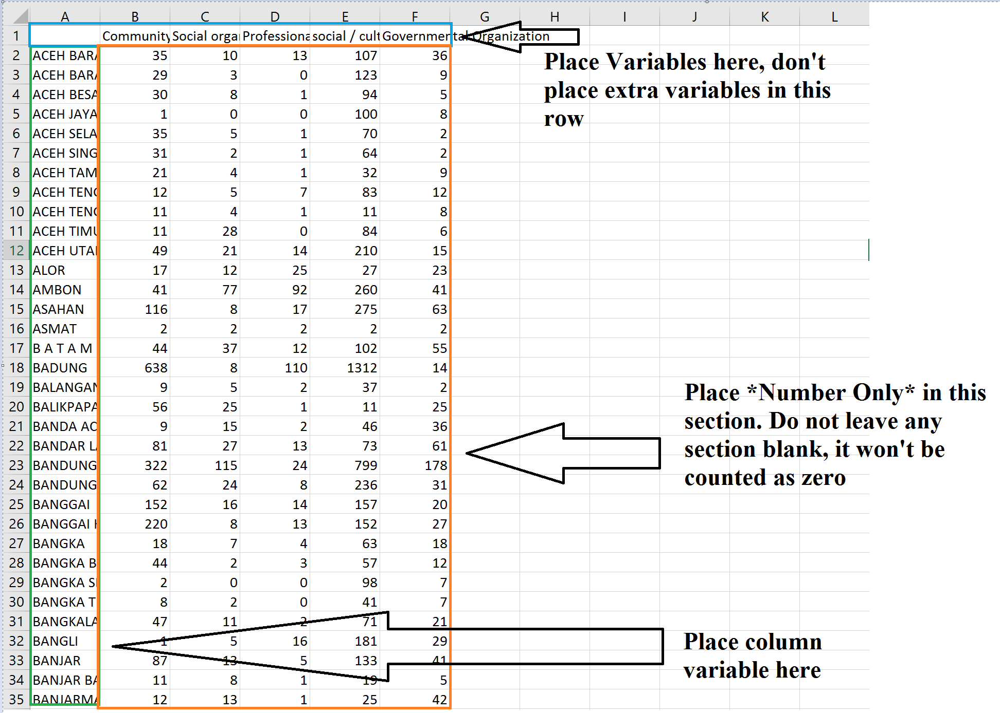 A B C D E F G H I J K L
1 Community Social orgar Professiona social / cult Governmental Organization
2 ACEH BARA 35 10 13 107 36
3 ACEH BARA 29 3 0 123 9
4 ACEH BESA 30 8 1 94 5
5 ACEH JAYA 1 0 0 100 8
6 ACEH SELA 35 5 1 70 2
7 ACEH SING 31 2 1 64 2
8 ACEH TAM 21 4 1 32 9
9 ACEH TENG 12 5 7 83 12
10 ACEH TENG 11 4 1 11 8
11 ACEH TIMU 11 28 0 84 6
12 ACEH UTAR 49 21 14 210 15
13 ALOR 17 12 25 27 23
14 AMBON 41 77 92 260 41
15 ASAHAN 116 8 17 275 63
16 ASMAT 2 2 2 2 2
17 B A T A M 44 37 12 102 55
18 BADUNG 638 8 110 1312 14
19 BALANGAN 9 5 2 37 2
20 BALIKPAPA 56 25 1 11 25
21 BANDA AC 9 15 2 46 36
22 BANDAR LA 81 27 13 73 61
23 BANDUNG 322 115 24 799 178
24 BANDUNG 62 24 8 236 31
25 BANGGAI 152 16 14 157 20
26 BANGGAI K 220 8 13 152 27
27 BANGKA 18 7 4 63 18
28 BANGKA B 44 2 3 57 12
29 BANGKA SE 2 0 0 98 7
30 BANGKA T 8 2 0 41 7
31 BANGKALA 47 11 2 71 21
32 BANGLI 1 5 16 181 29
33 BANJAR 87 13 5 133 41
34 BANJAR BA 11 8 1 19 5
35 BANJARMA 12 13 1 25 42
Place Variables here, don't
place extra variables in this
row
Place *Number Only* in this
section. Do not leave any
section blank, it won't be
counted as zero
Place column
variable here